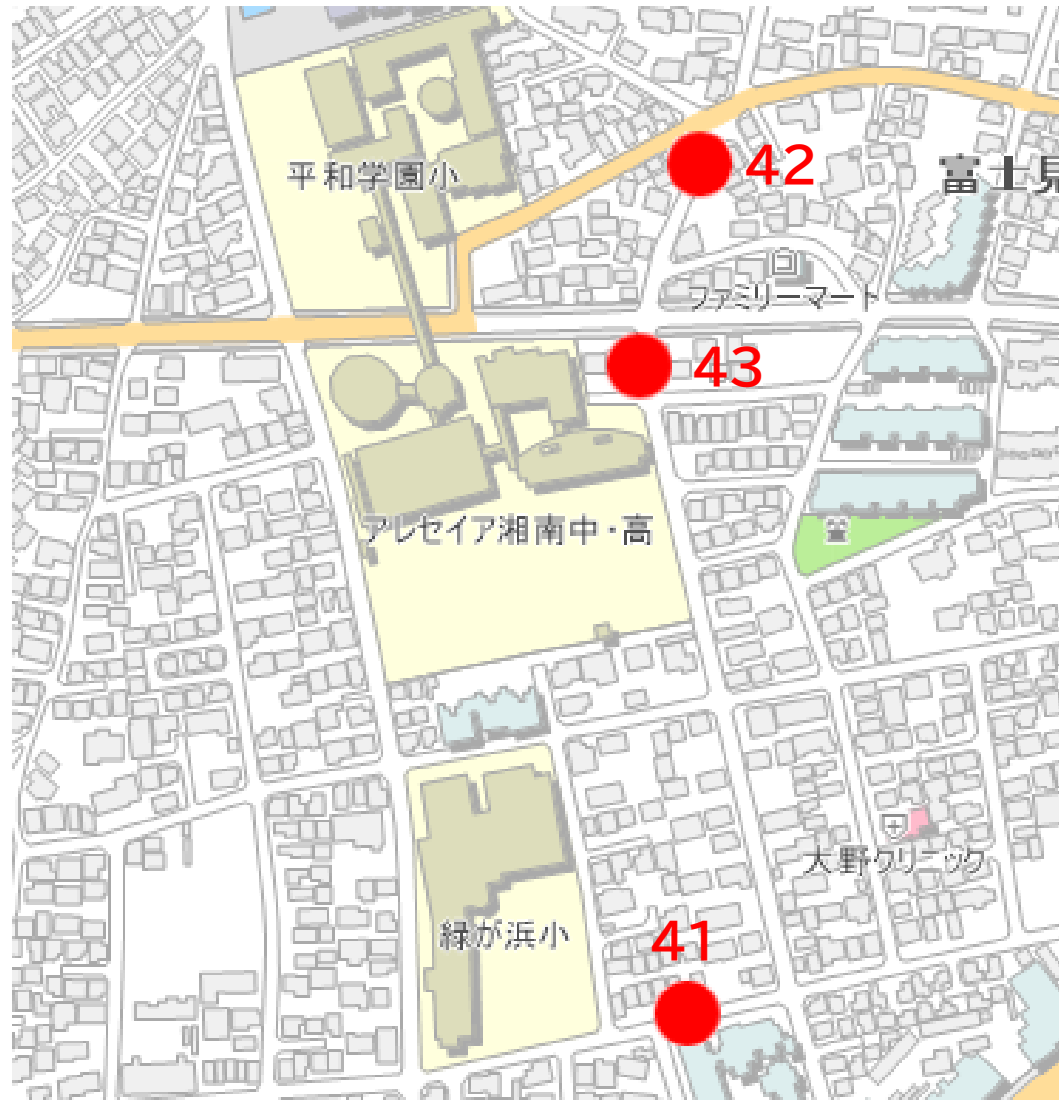 平和学園小
42
富士見
ファミリーマート
43
アレセイア湘南中・高
大野クリニック
緑が浜小
41